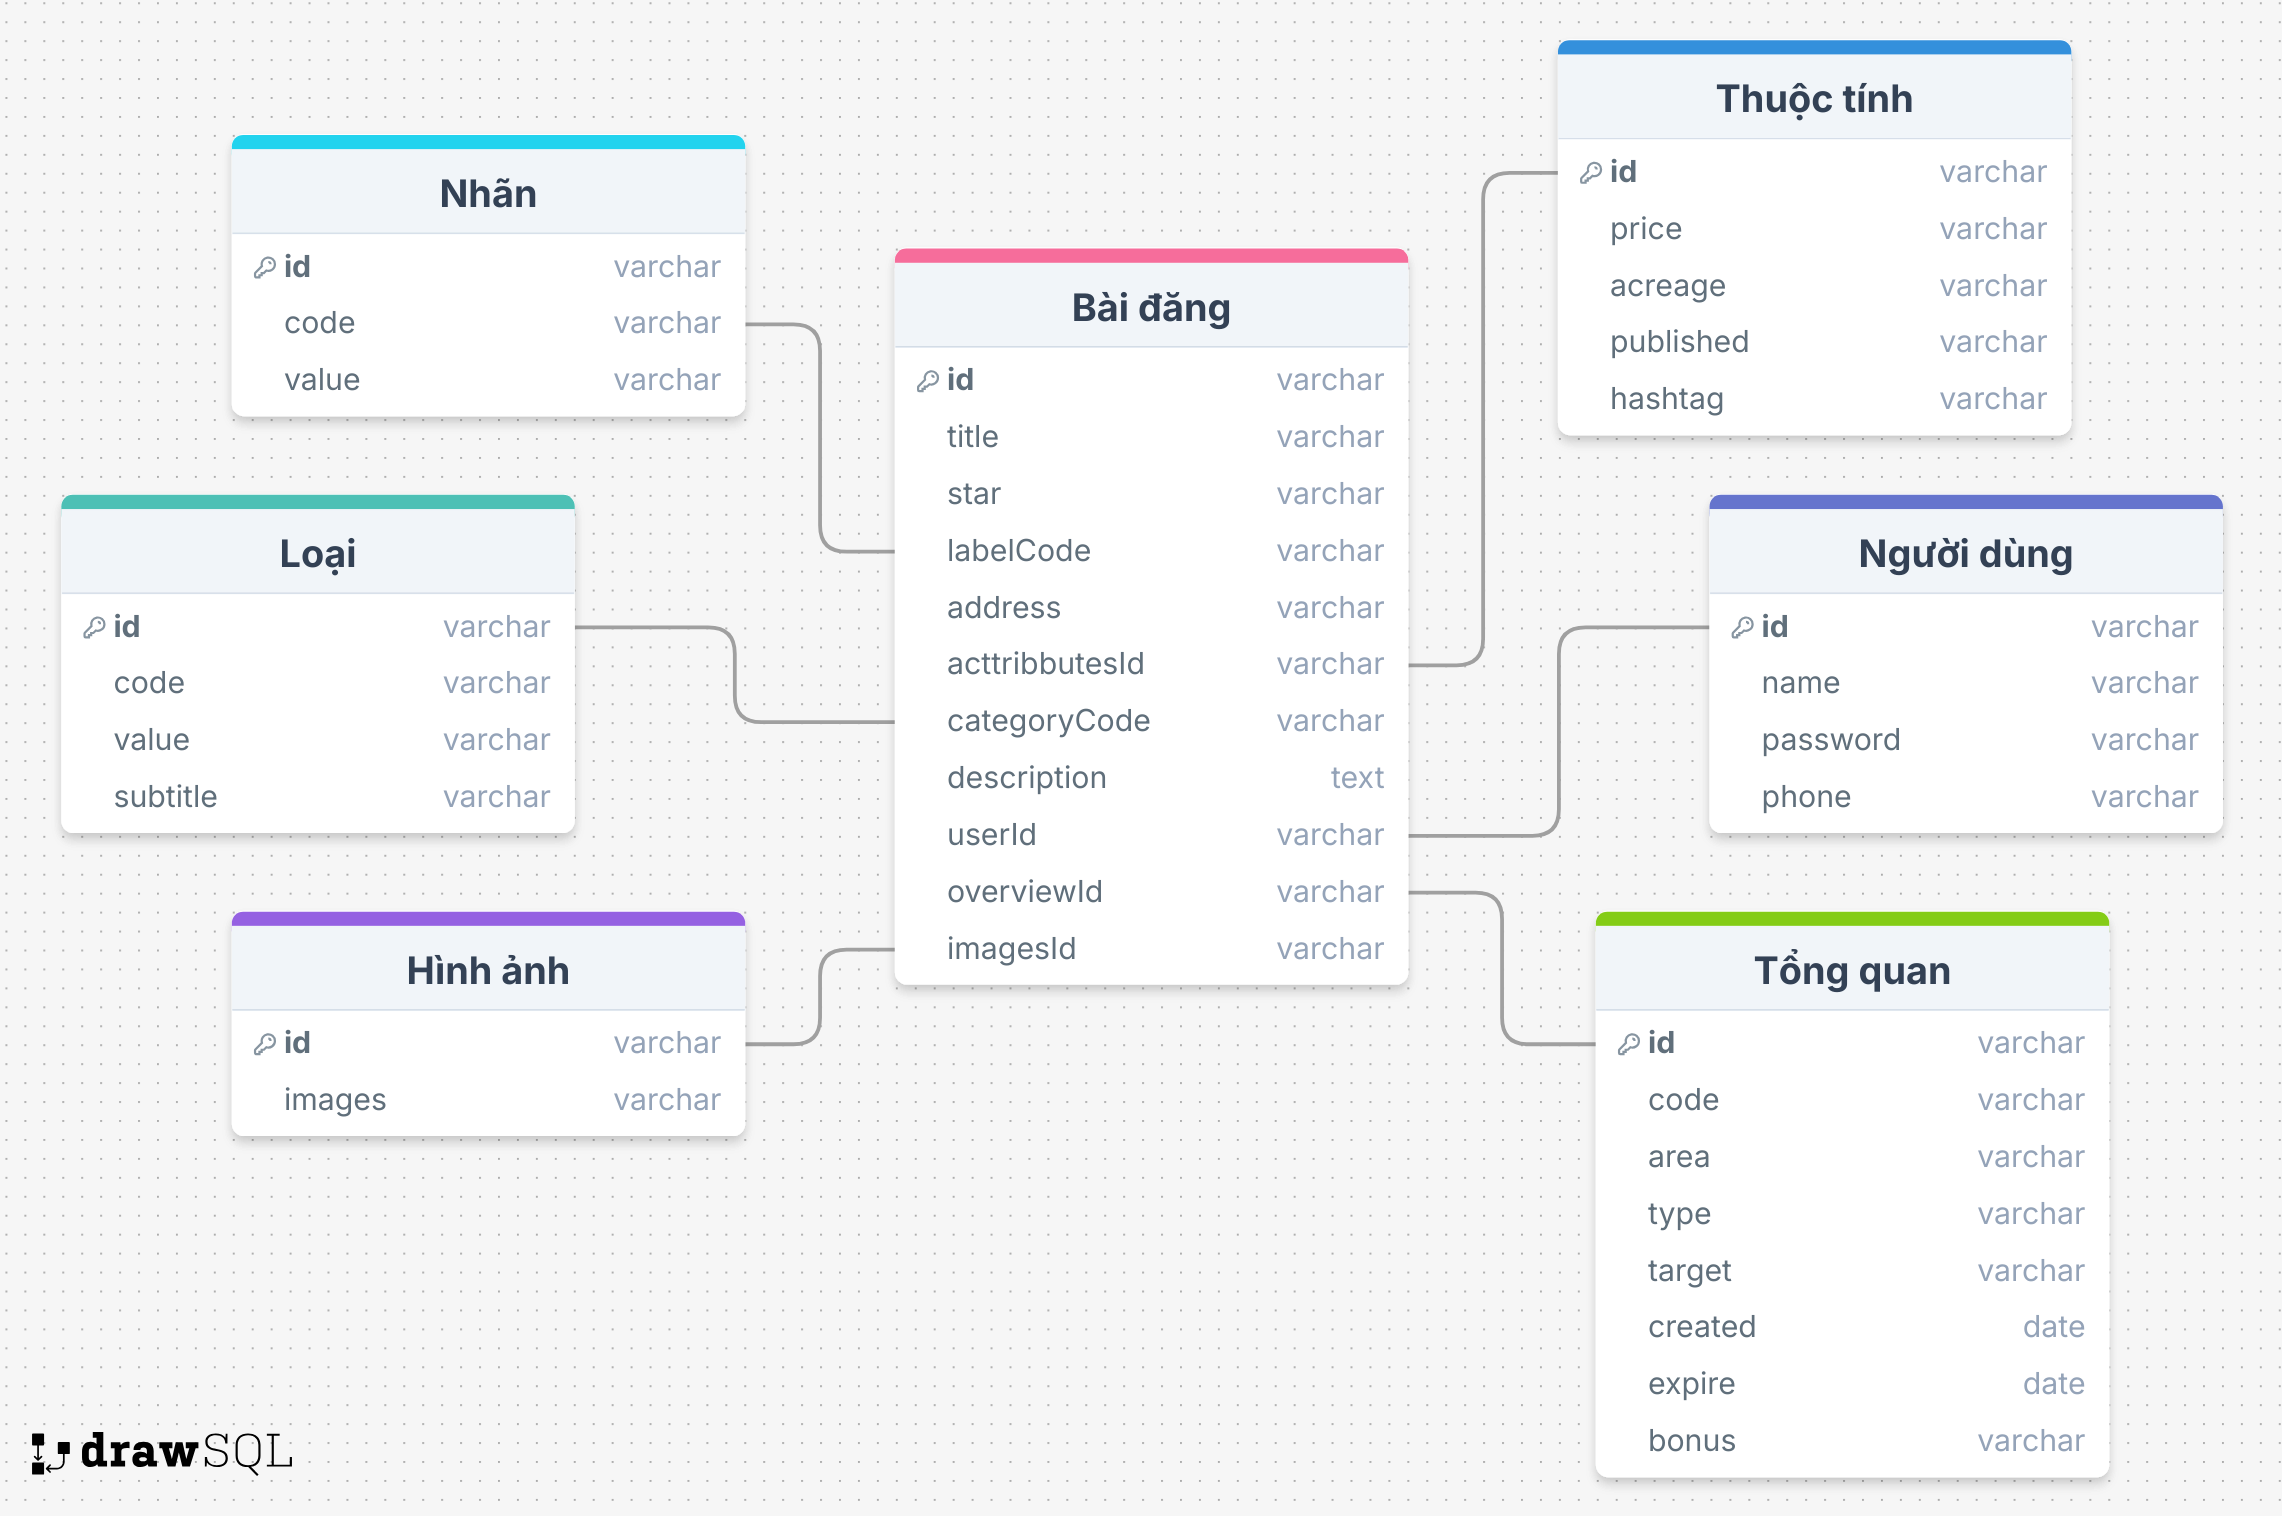 Nhãn
id varchar
code varchar
value varchar
Loại
id varchar
code varchar
value varchar
subtitle varchar
Hình ảnh
id varchar
images varchar
Bài đăng
id varchar
title varchar
star varchar
labelCode varchar
address varchar
acttribbutesId varchar
categoryCode varchar
description text
userId varchar
overviewId varchar
imagesId varchar
Thuộc tính
id varchar
price varchar
acreage varchar
published varchar
hashtag varchar
Người dùng
id varchar
name varchar
password varchar
phone varchar
Tổng quan
id varchar
code varchar
area varchar
type varchar
target varchar
created date
expire date
bonus varchar
drawSQL